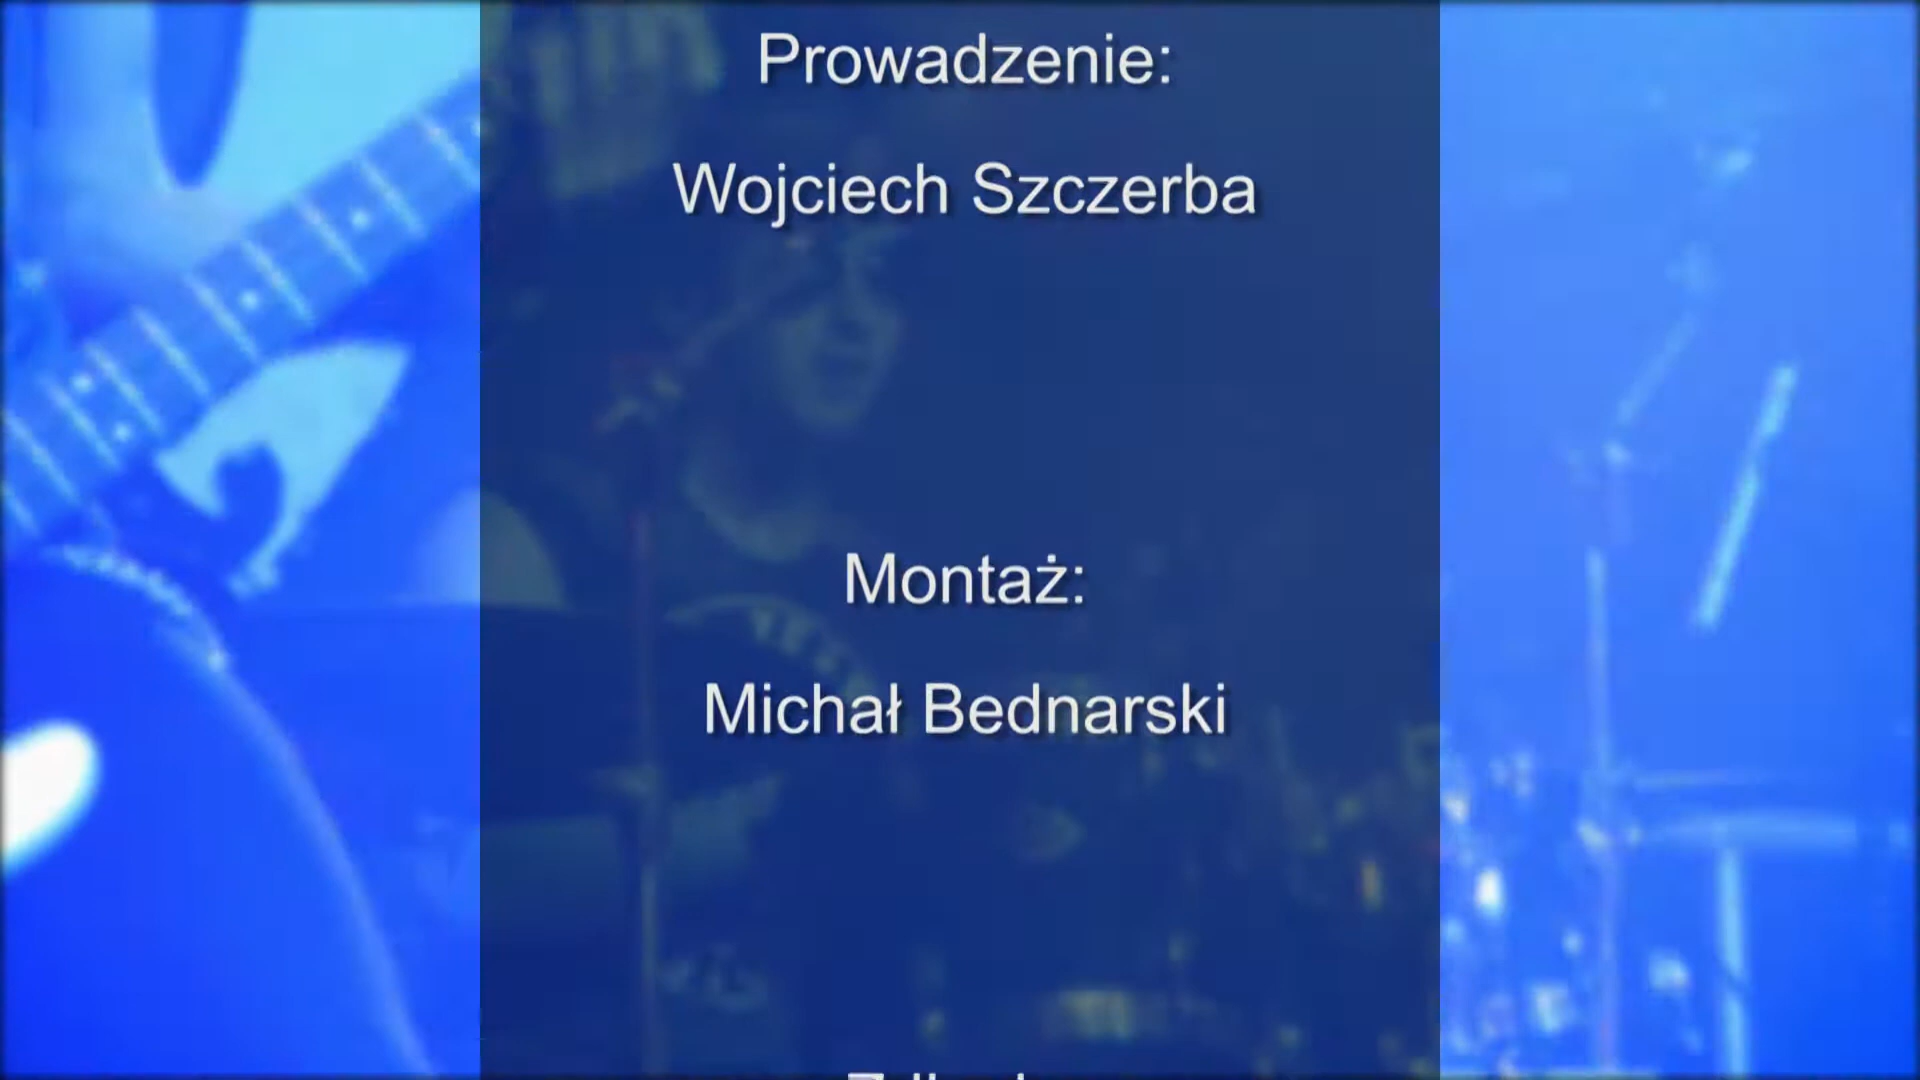 Prowadzenie:
Wojciech Szczerba
Montaż:
Michał Bednarski